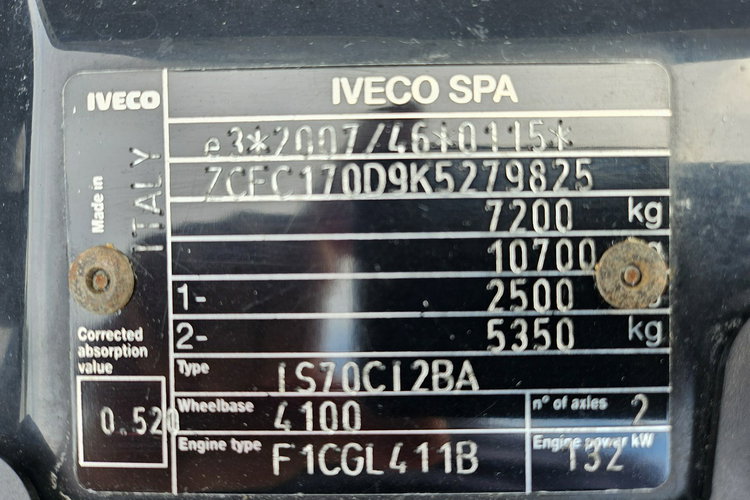 IVECO IVECO SPA
e3*2007/46*0115*
ZCFC170D9K5279825
7200 kg
10700
1- 2500
2- 5350 kg
Made in ITALY
Corrected absorption value
0.520
Type IS70CI2BA
Wheelbase 4100 n° of axles 2
Engine type F1CGL411B Engine power kW 132